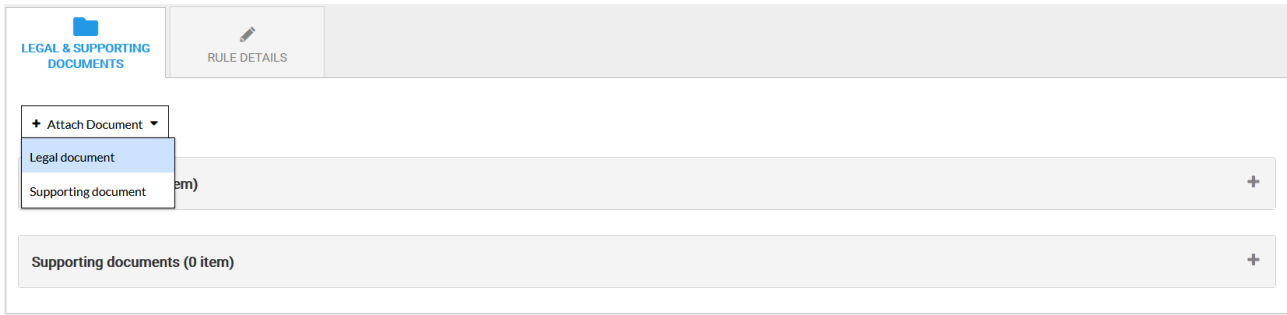 LEGAL & SUPPORTING
DOCUMENTS
RULE DETAILS
+ Attach Document
Legal document
Supporting document
em)
Supporting documents (0 item)